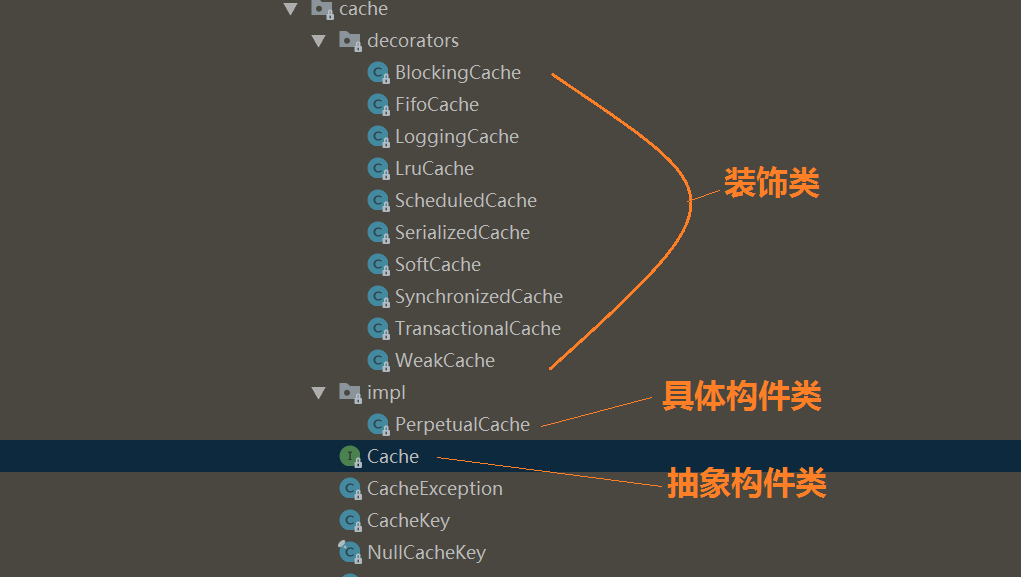 cache
decorators
BlockingCache
FifoCache
LoggingCache
LruCache
装饰类
ScheduledCache
SerializedCache
SoftCache
SynchronizedCache
TransactionalCache
WeakCache
impl
具体构件类
PerpetualCache
Cache
抽象构件类
CacheException
CacheKey
NullCacheKey